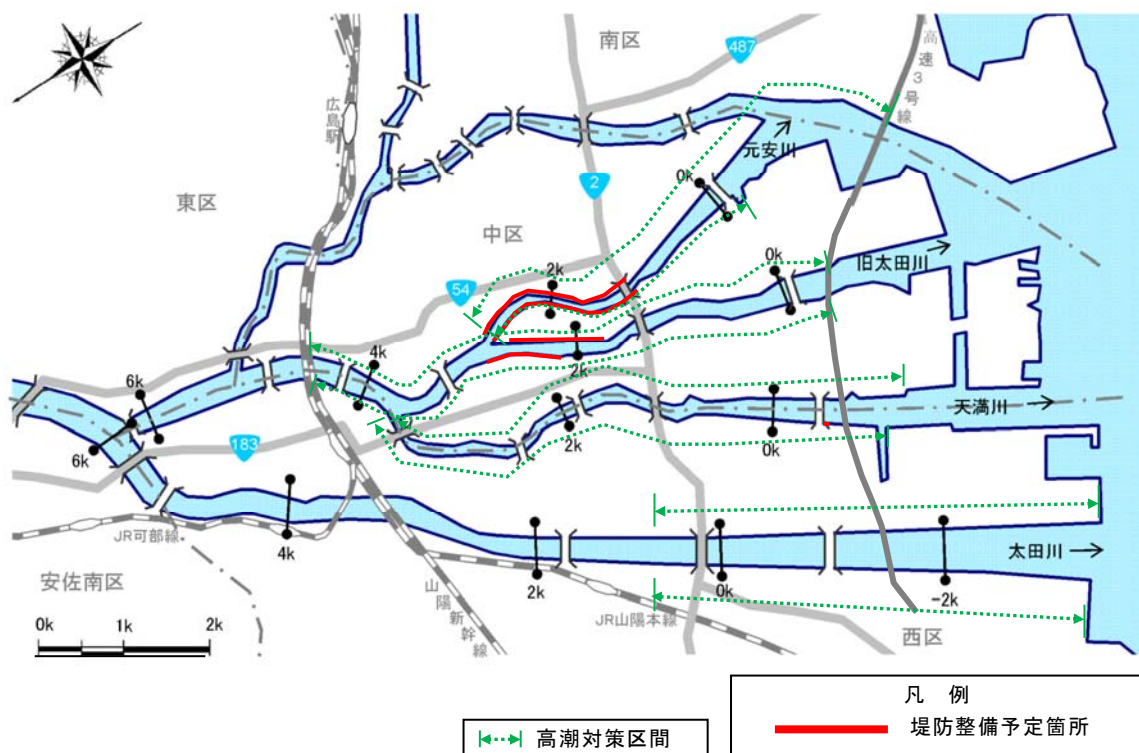 南区
487
高速3号線
広島駅
元安川
0k
東区
2
中区
2k
0k
旧太田川
54
4k
2k
6k
天満川
2k
0k
183
6k
JR可部線
4k
太田川
安佐南区
2k
0k
-2k
山陽新幹線
JR山陽本線
西区
0k 1k 2k
凡 例
高潮対策区間
堤防整備予定箇所